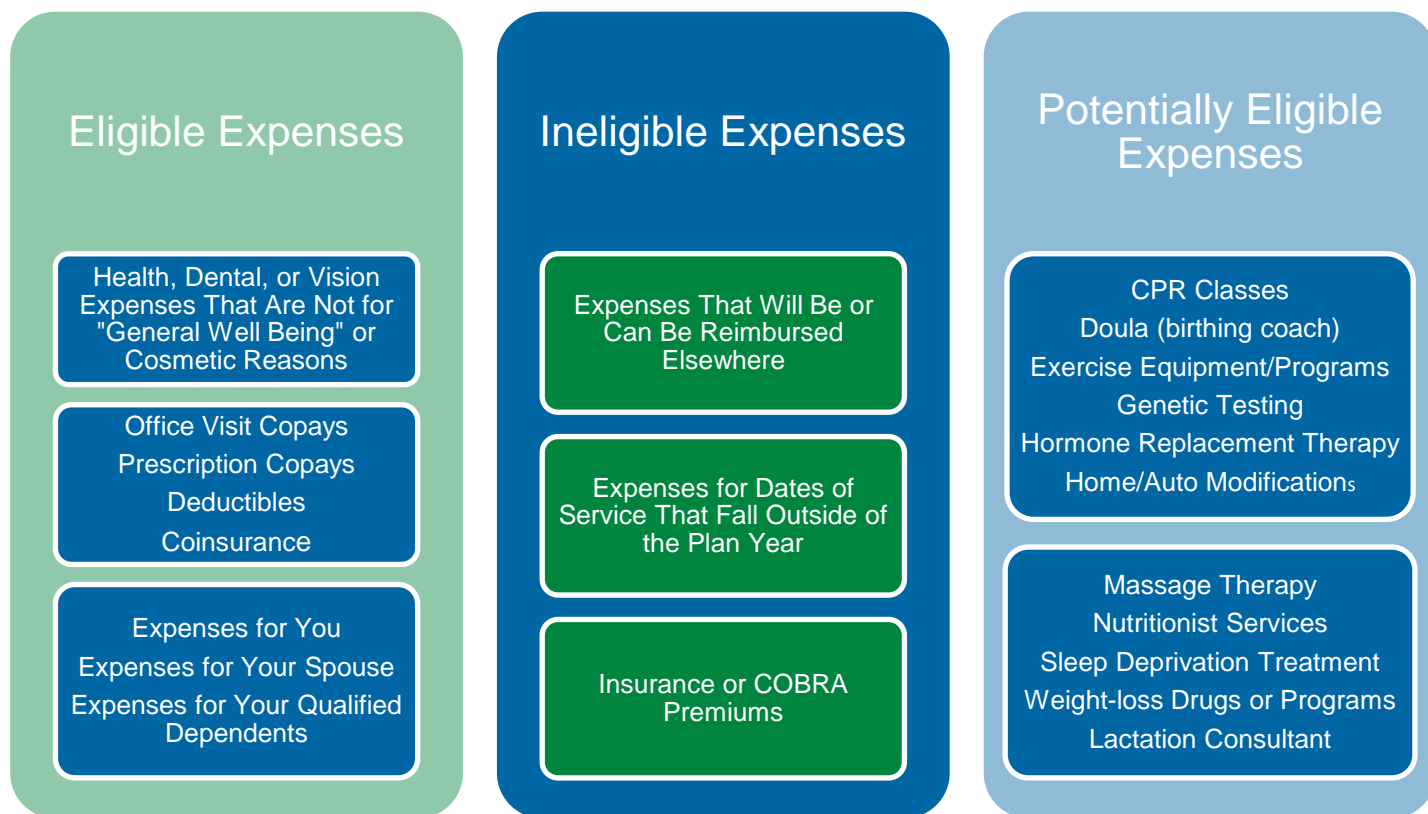 Eligible Expenses
Health, Dental, or Vision
Expenses That Are Not for
"General Well Being" or
Cosmetic Reasons
Office Visit Copays
Prescription Copays
Deductibles
Coinsurance
Expenses for You
Expenses for Your Spouse
Expenses for Your Qualified
Dependents
Ineligible Expenses
Expenses That Will Be or
Can Be Reimbursed
Elsewhere
Expenses for Dates of
Service That Fall Outside of
the Plan Year
Insurance or COBRA
Premiums
Potentially Eligible
Expenses
CPR Classes
Doula (birthing coach)
Exercise Equipment/Programs
Genetic Testing
Hormone Replacement Therapy
Home/Auto Modifications
Massage Therapy
Nutritionist Services
Sleep Deprivation Treatment
Weight-loss Drugs or Programs
Lactation Consultant